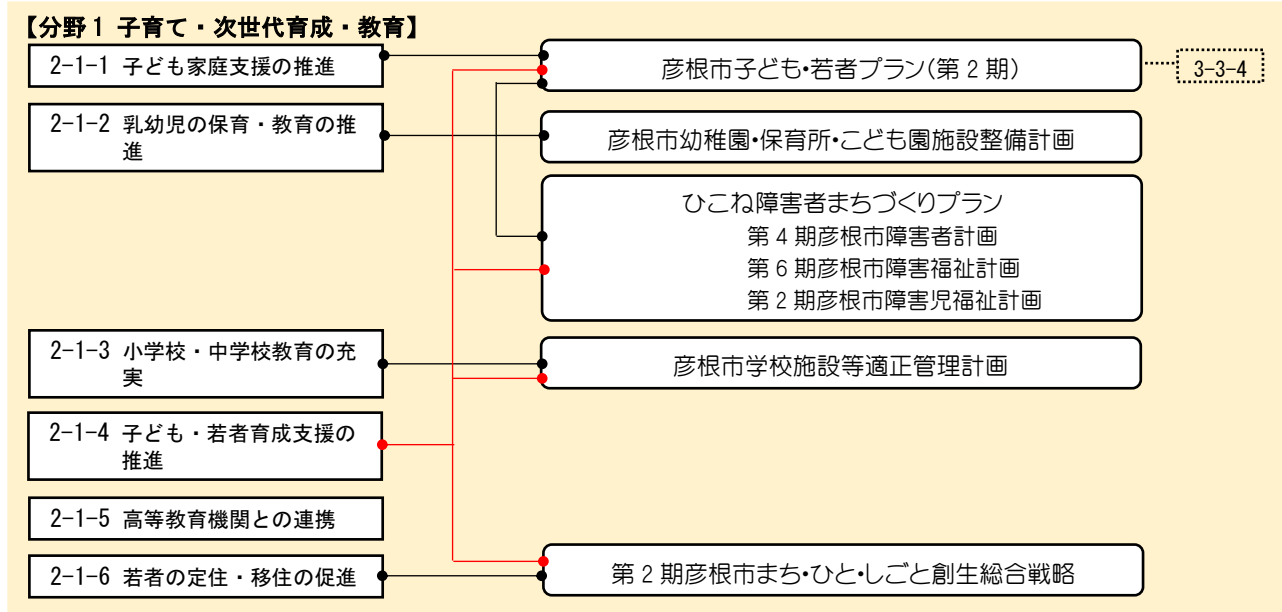 【分野1 子育て・次世代育成・教育】
2-1-1 子ども家庭支援の推進
彦根市子ども・若者プラン(第2期)
3-3-4
2-1-2 乳幼児の保育・教育の推
進
彦根市幼稚園・保育所・こども園施設整備計画
ひこね障害者まちづくりプラン
第4期彦根市障害者計画
第6期彦根市障害福祉計画
第2期彦根市障害児福祉計画
2-1-3 小学校・中学校教育の充
実
彦根市学校施設等適正管理計画
2-1-4 子ども・若者育成支援の
推進
2-1-5 高等教育機関との連携
2-1-6 若者の定住・移住の促進
第2期彦根市まち・ひと・しごと創生総合戦略